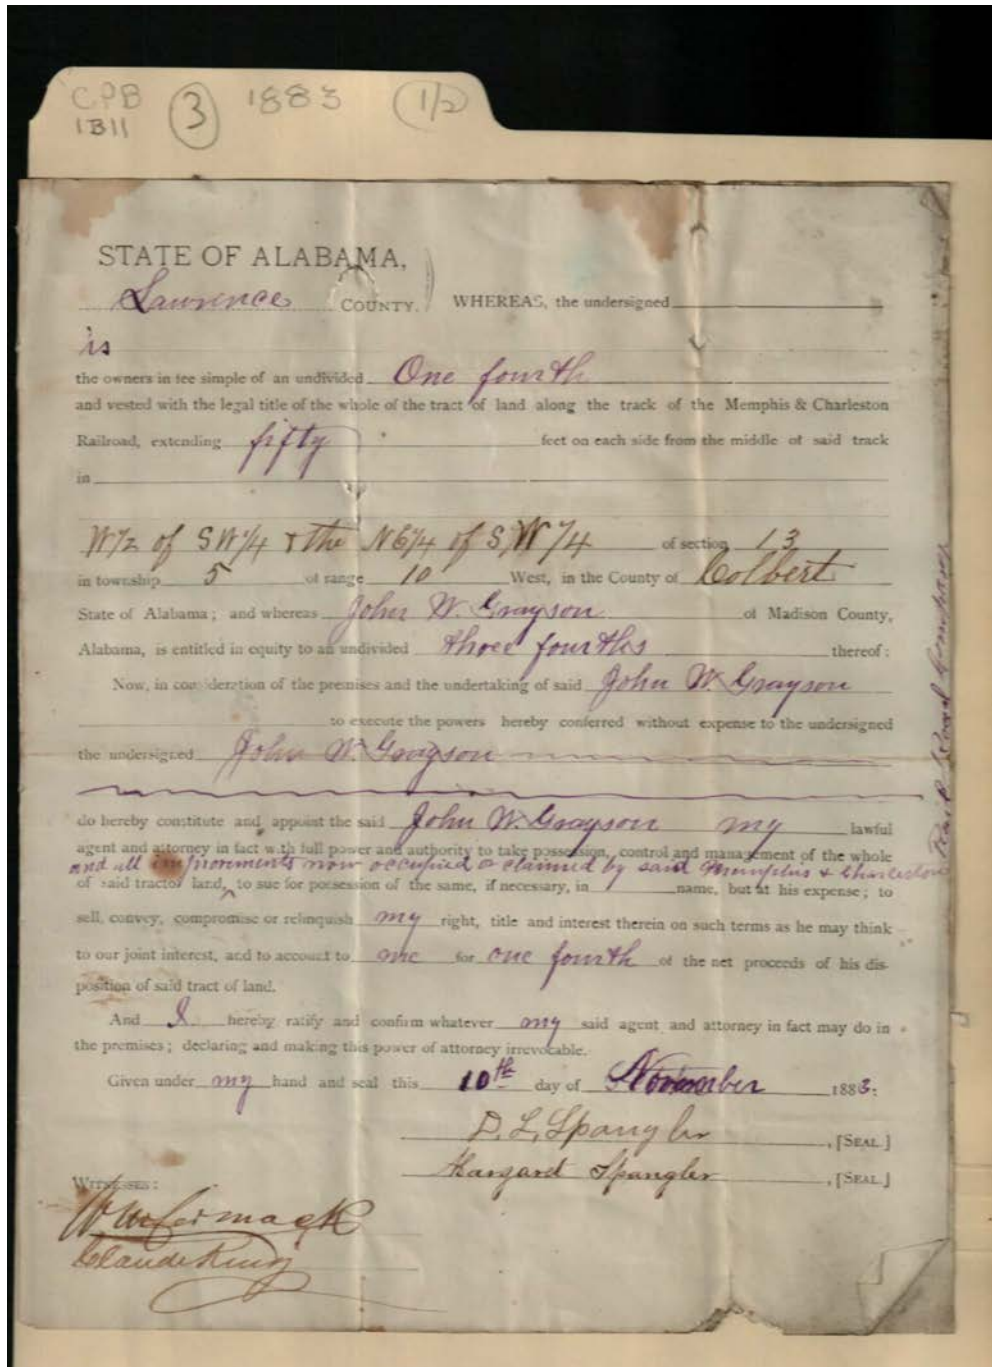 CPB 3 1883 (1/2)
1B11
STATE OF ALABAMA,
Lawrence COUNTY. WHEREAS, the undersigned
is
the owners in fee simple of an undivided One fourth
and vested with the legal title of the whole of the tract of land along the track of the Memphis & Charleston
Railroad, extending fifty feet on each side from the middle of said track
in
W1/2 of SW1/4 & the NE1/4 of SW1/4 of section 13
in township 5 of range 10 West, in the County of Colbert
State of Alabama; and whereas John W. Grayson of Madison County,
Alabama, is entitled in equity to an undivided three fourths thereof:
Now, in consideration of the premises and the undertaking of said John W. Grayson
to execute the powers hereby conferred without expense to the undersigned
the undersigned John W. Grayson
do hereby constitute and appoint the said John W. Grayson my lawful
agent and attorney in fact with full power and authority to take possession, control and management of the whole
and all improvements now occupied or claimed by said Memphis & Charleston
Rail Road Company
of said tract of land, to sue for possession of the same, if necessary, in my name, but at his expense; to
sell, convey, compromise or relinquish my right, title and interest therein on such terms as he may think
to our joint interest, and to account to me for one fourth of the net proceeds of his dis-
position of said tract of land.
And I hereby ratify and confirm whatever my said agent and attorney in fact may do in
the premises; declaring and making this power of attorney irrevocable.
Given under my hand and seal this 10th day of November 1883.
D. L. Spangler, [SEAL.]
Margard Spangler, [SEAL.]
WITNESSES:
W McCormack
Claude King